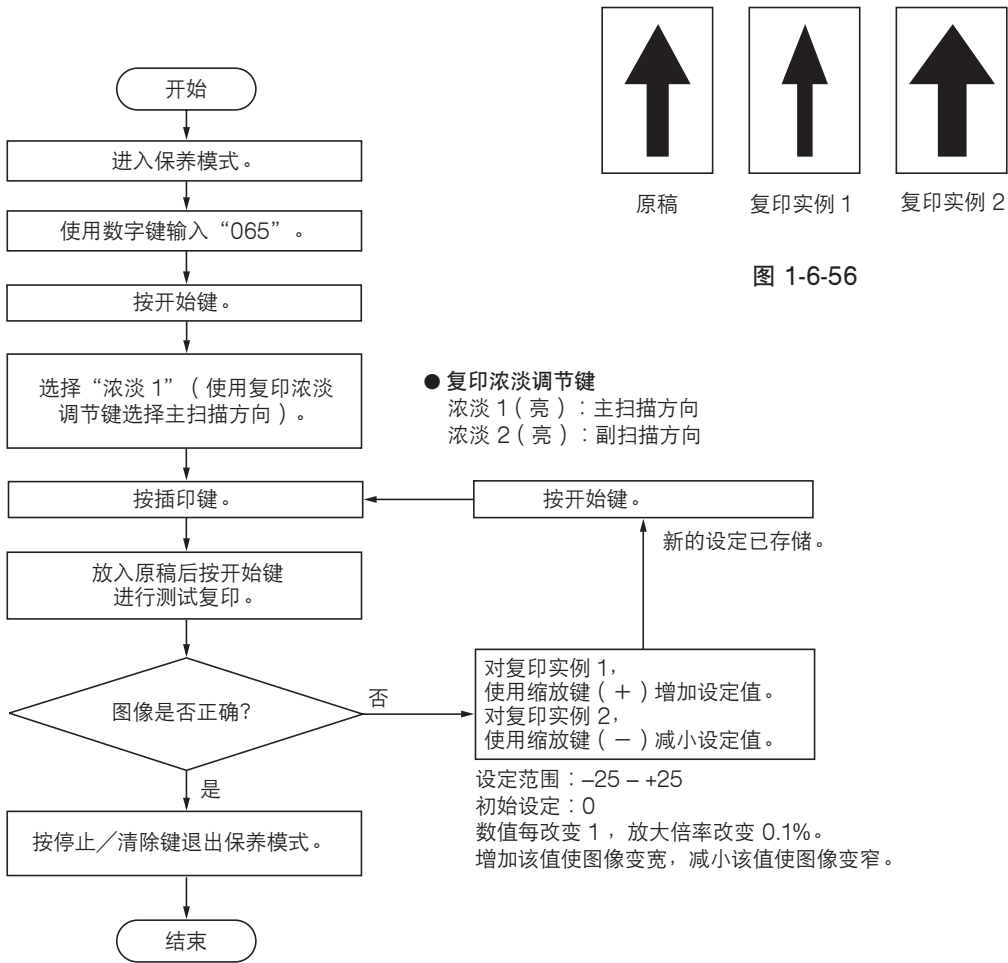 开始
进入保养模式。
使用数字键输入“065”。
按开始键。
选择“浓淡 1”（使用复印浓淡
调节键选择主扫描方向）。
按插印键。
放入原稿后按开始键
进行测试复印。
图像是否正确？
是
按停止／清除键退出保养模式。
结束
否
对复印实例 1，
使用缩放键（＋）增加设定值。
对复印实例 2，
使用缩放键（－）减小设定值。
设定范围：–25 – +25
初始设定：0
数值每改变 1，放大倍率改变 0.1%。
增加该值使图像变宽，减小该值使图像变窄。
新的设定已存储。
按开始键。
● 复印浓淡调节键
浓淡 1（亮）：主扫描方向
浓淡 2（亮）：副扫描方向
原稿
复印实例 1
复印实例 2
图 1-6-56